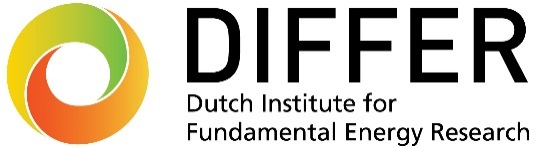 DIFFER
Dutch Institute for
Fundamental Energy Research